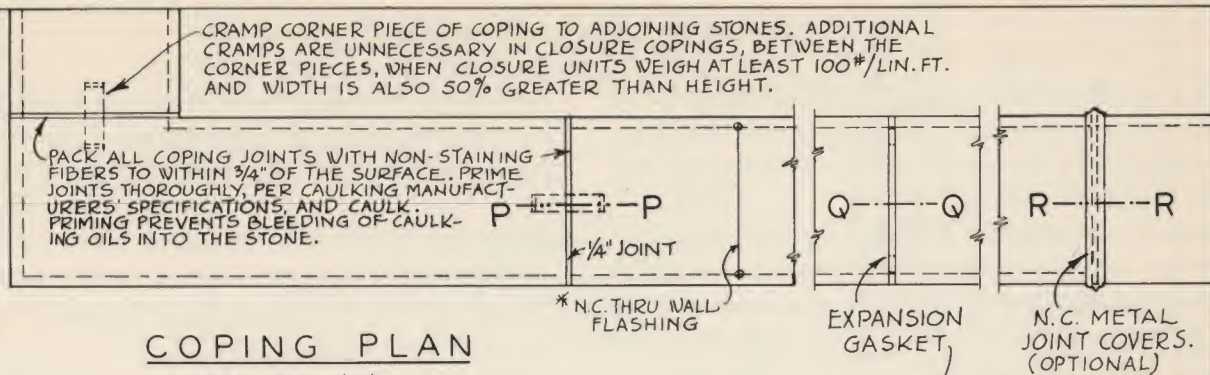 CRAMP CORNER PIECE OF COPING TO ADJOINING STONES. ADDITIONAL
CRAMPS ARE UNNECESSARY IN CLOSURE COPINGS, BETWEEN THE
CORNER PIECES, WHEN CLOSURE UNITS WEIGH AT LEAST 100#/LIN. FT.
AND WIDTH IS ALSO 50% GREATER THAN HEIGHT.
PACK ALL COPING JOINTS WITH NON-STAINING
FIBERS TO WITHIN 3/4" OF THE SURFACE. PRIME
JOINTS THOROUGHLY, PER CAULKING MANUFACT-
URERS' SPECIFICATIONS, AND CAULK.
PRIMING PREVENTS BLEEDING OF CAULK-
ING OILS INTO THE STONE.
P P
Q Q
R R
1/4" JOINT
* N.C. THRU WALL
FLASHING
EXPANSION
GASKET
N.C. METAL
JOINT COVERS.
(OPTIONAL)
COPING PLAN